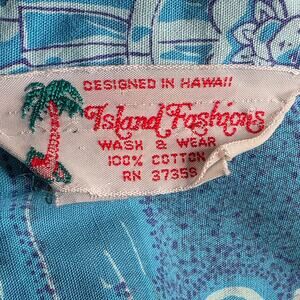 DESIGNED IN HAWAII
Island Fashions
WASH & WEAR
100% COTTON
RN 37359